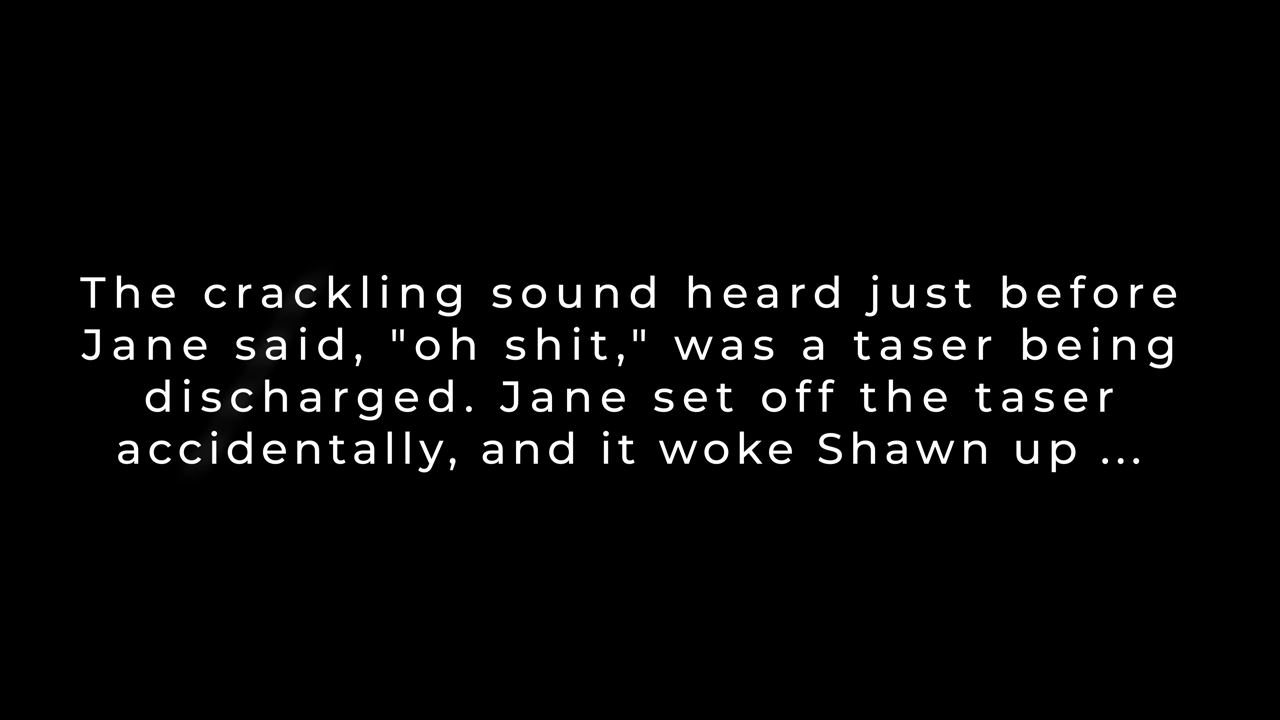 The crackling sound heard just before
Jane said, "oh shit," was a taser being
discharged. Jane set off the taser
accidentally, and it woke Shawn up ...